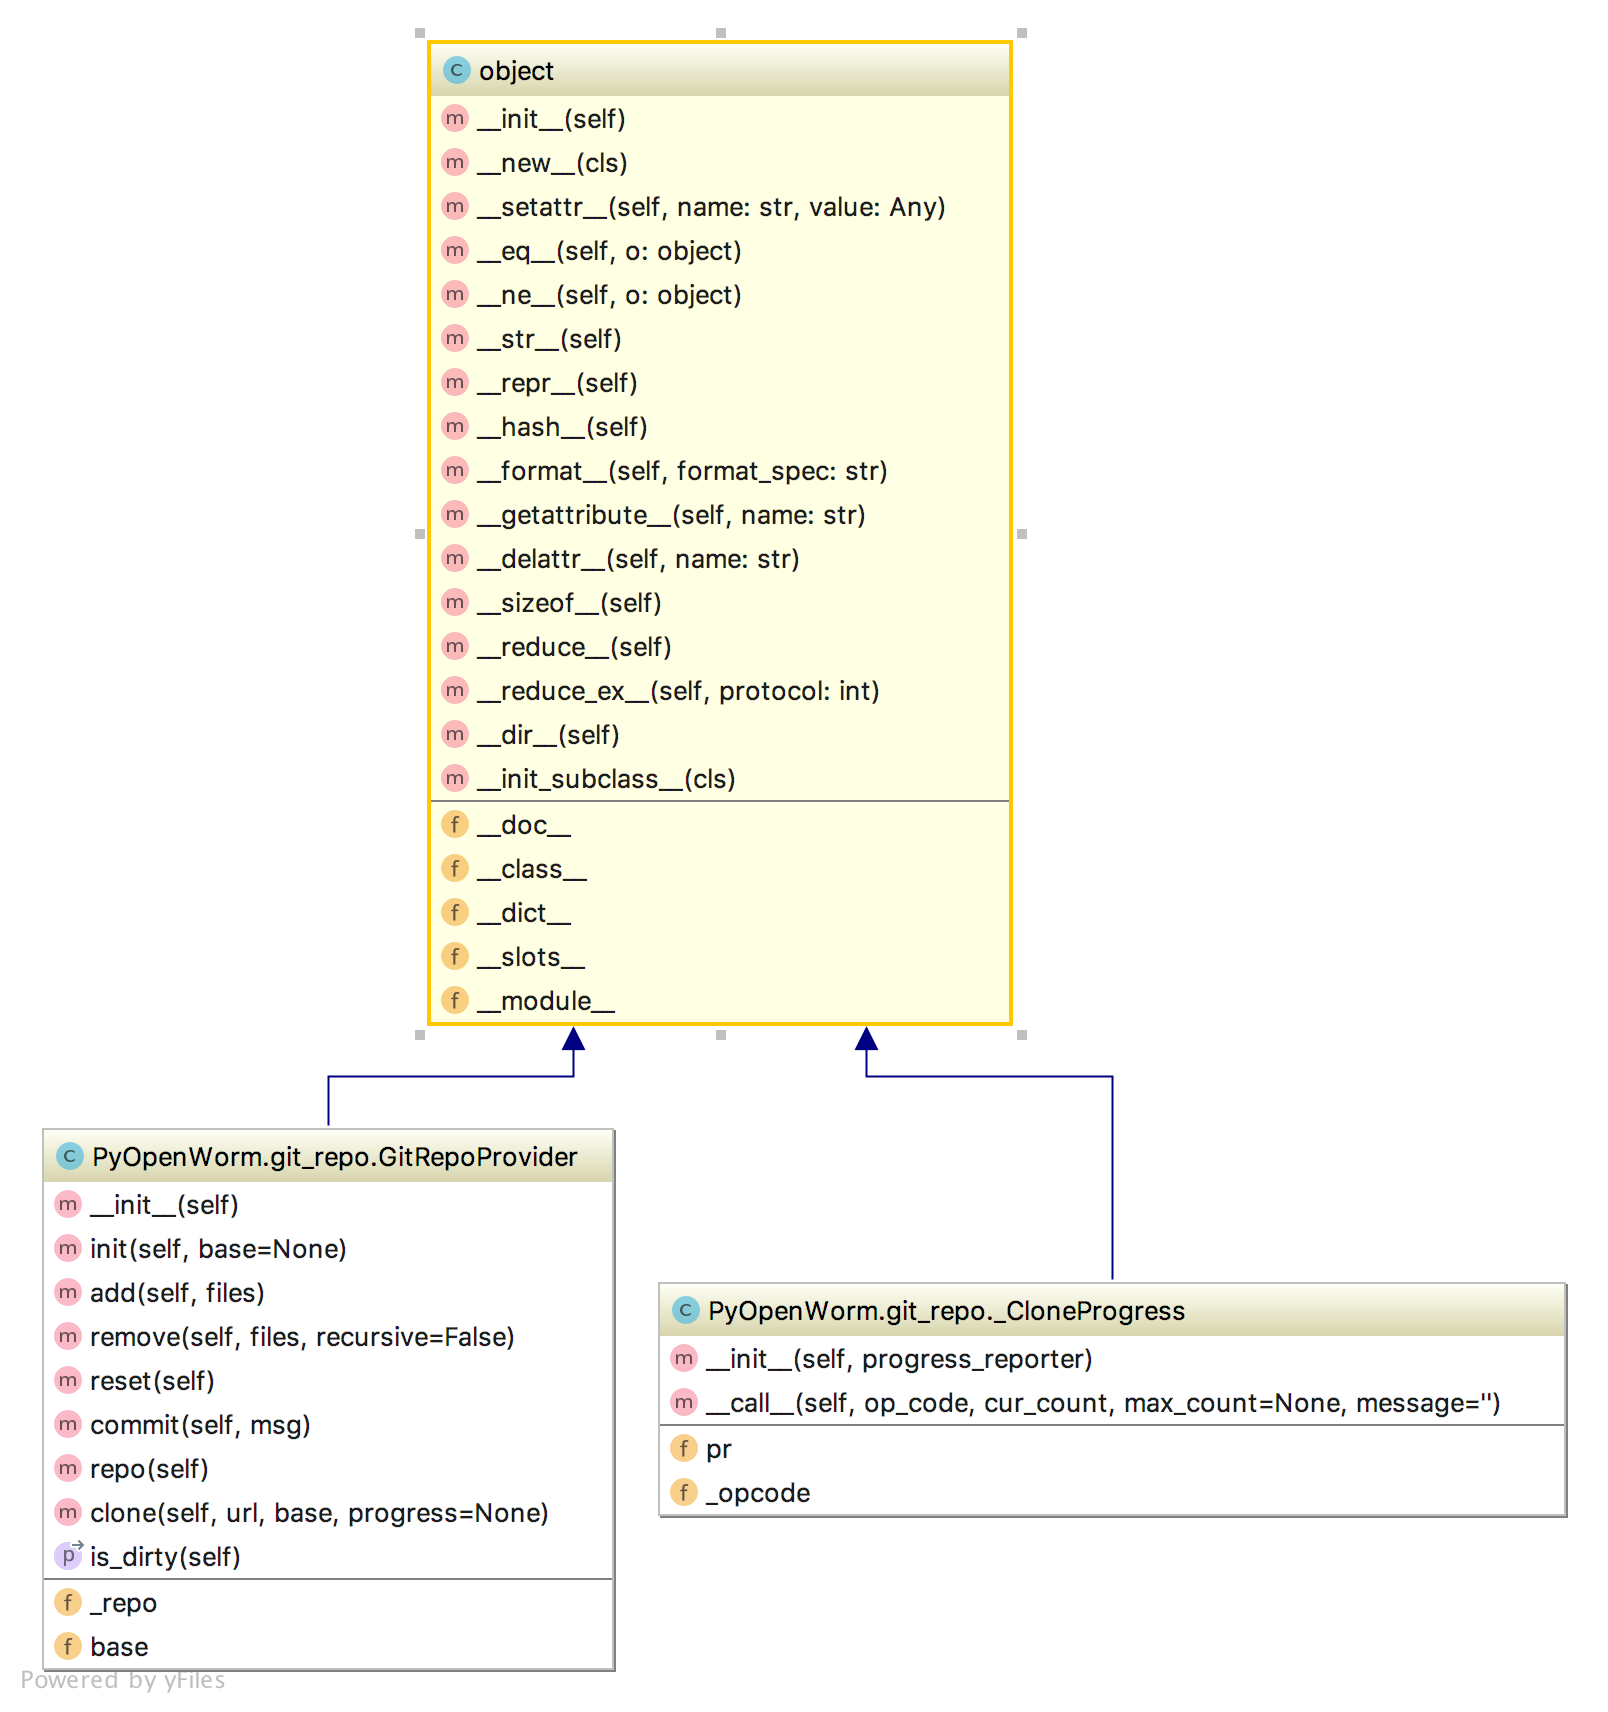 C object
m __init__(self)
m __new__(cls)
m __setattr__(self, name: str, value: Any)
m __eq__(self, o: object)
m __ne__(self, o: object)
m __str__(self)
m __repr__(self)
m __hash__(self)
m __format__(self, format_spec: str)
m __getattribute__(self, name: str)
m __delattr__(self, name: str)
m __sizeof__(self)
m __reduce__(self)
m __reduce_ex__(self, protocol: int)
m __dir__(self)
m __init_subclass__(cls)
f __doc__
f __class__
f __dict__
f __slots__
f __module__
C PyOpenWorm.git_repo.GitRepoProvider
m __init__(self)
m init(self, base=None)
m add(self, files)
m remove(self, files, recursive=False)
m reset(self)
m commit(self, msg)
m repo(self)
m clone(self, url, base, progress=None)
p is_dirty(self)
f _repo
f base
C PyOpenWorm.git_repo._CloneProgress
m __init__(self, progress_reporter)
m __call__(self, op_code, cur_count, max_count=None, message='')
f pr
f _opcode
Powered by yFiles